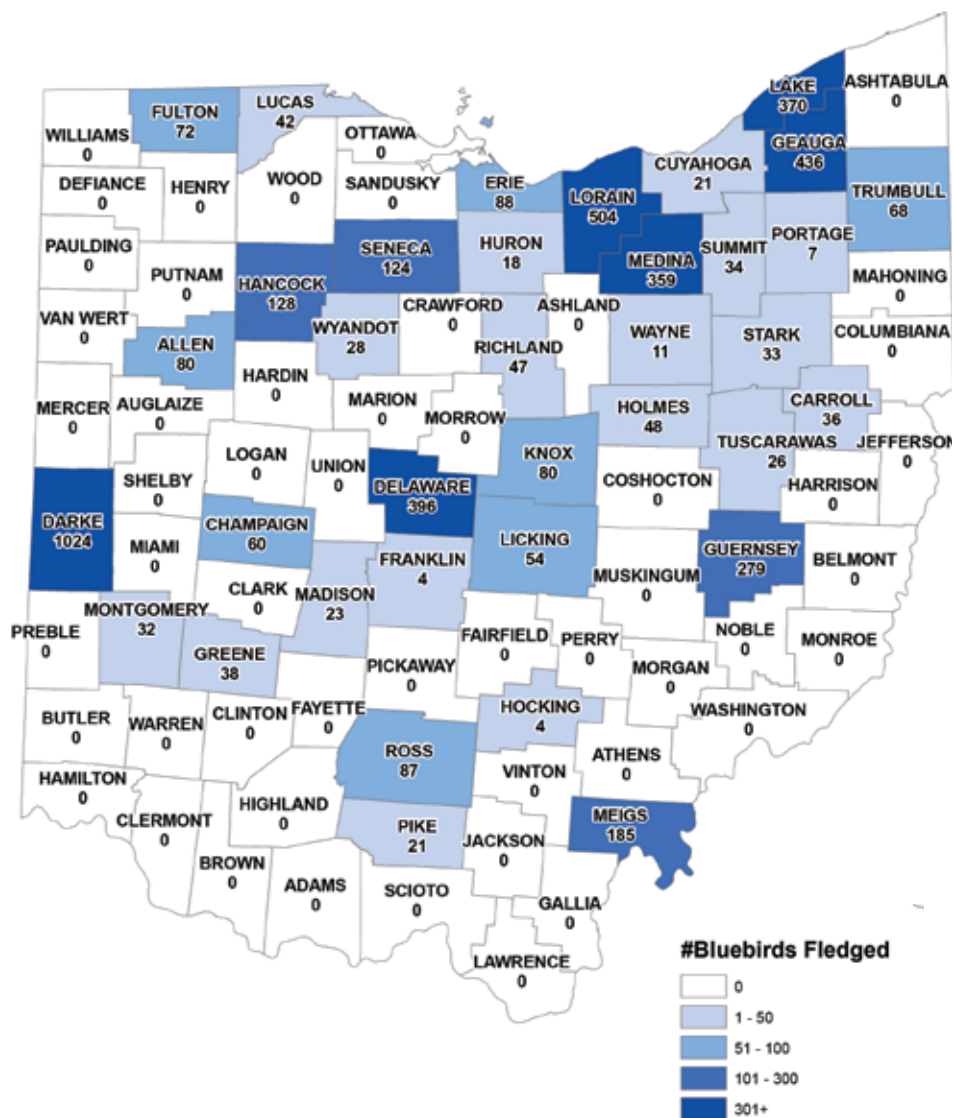 ASHTABULA
0
LAKE
370
GEAUGA
436
FULTON
72
LUCAS
42
WILLIAMS
0
OTTAWA
0
CUYAHOGA
21
DEFIANCE
0
HENRY
0
WOOD
0
SANDUSKY
0
ERIE
88
LORAIN
504
TRUMBULL
68
PAULDING
0
PUTNAM
0
HANCOCK
128
SENECA
124
HURON
18
MEDINA
359
SUMMIT
34
PORTAGE
7
MAHONING
0
VAN WERT
0
ALLEN
80
WYANDOT
28
CRAWFORD
0
RICHLAND
47
ASHLAND
0
WAYNE
11
STARK
33
COLUMBIANA
0
MERCER
0
AUGLAIZE
0
HARDIN
0
MARION
0
MORROW
0
HOLMES
48
CARROLL
36
TUSCARAWAS
26
JEFFERSON
0
SHELBY
0
LOGAN
0
UNION
0
DELAWARE
396
KNOX
80
COSHOCTON
0
HARRISON
0
DARKE
1024
MIAMI
0
CHAMPAIGN
60
LICKING
54
GUERNSEY
279
BELMONT
0
CLARK
0
MADISON
23
FRANKLIN
4
MUSKINGUM
0
PREBLE
0
MONTGOMERY
32
GREENE
38
PICKAWAY
0
FAIRFIELD
0
PERRY
0
MORGAN
0
NOBLE
0
MONROE
0
BUTLER
0
WARREN
0
CLINTON
0
FAYETTE
0
HOCKING
4
WASHINGTON
0
HAMILTON
0
CLERMONT
0
HIGHLAND
0
ROSS
87
VINTON
0
ATHENS
0
BROWN
0
PIKE
21
JACKSON
0
MEIGS
185
ADAMS
0
SCIOTO
0
GALLIA
0
LAWRENCE
0
#Bluebirds Fledged
0
1 - 50
51 - 100
101 - 300
301+